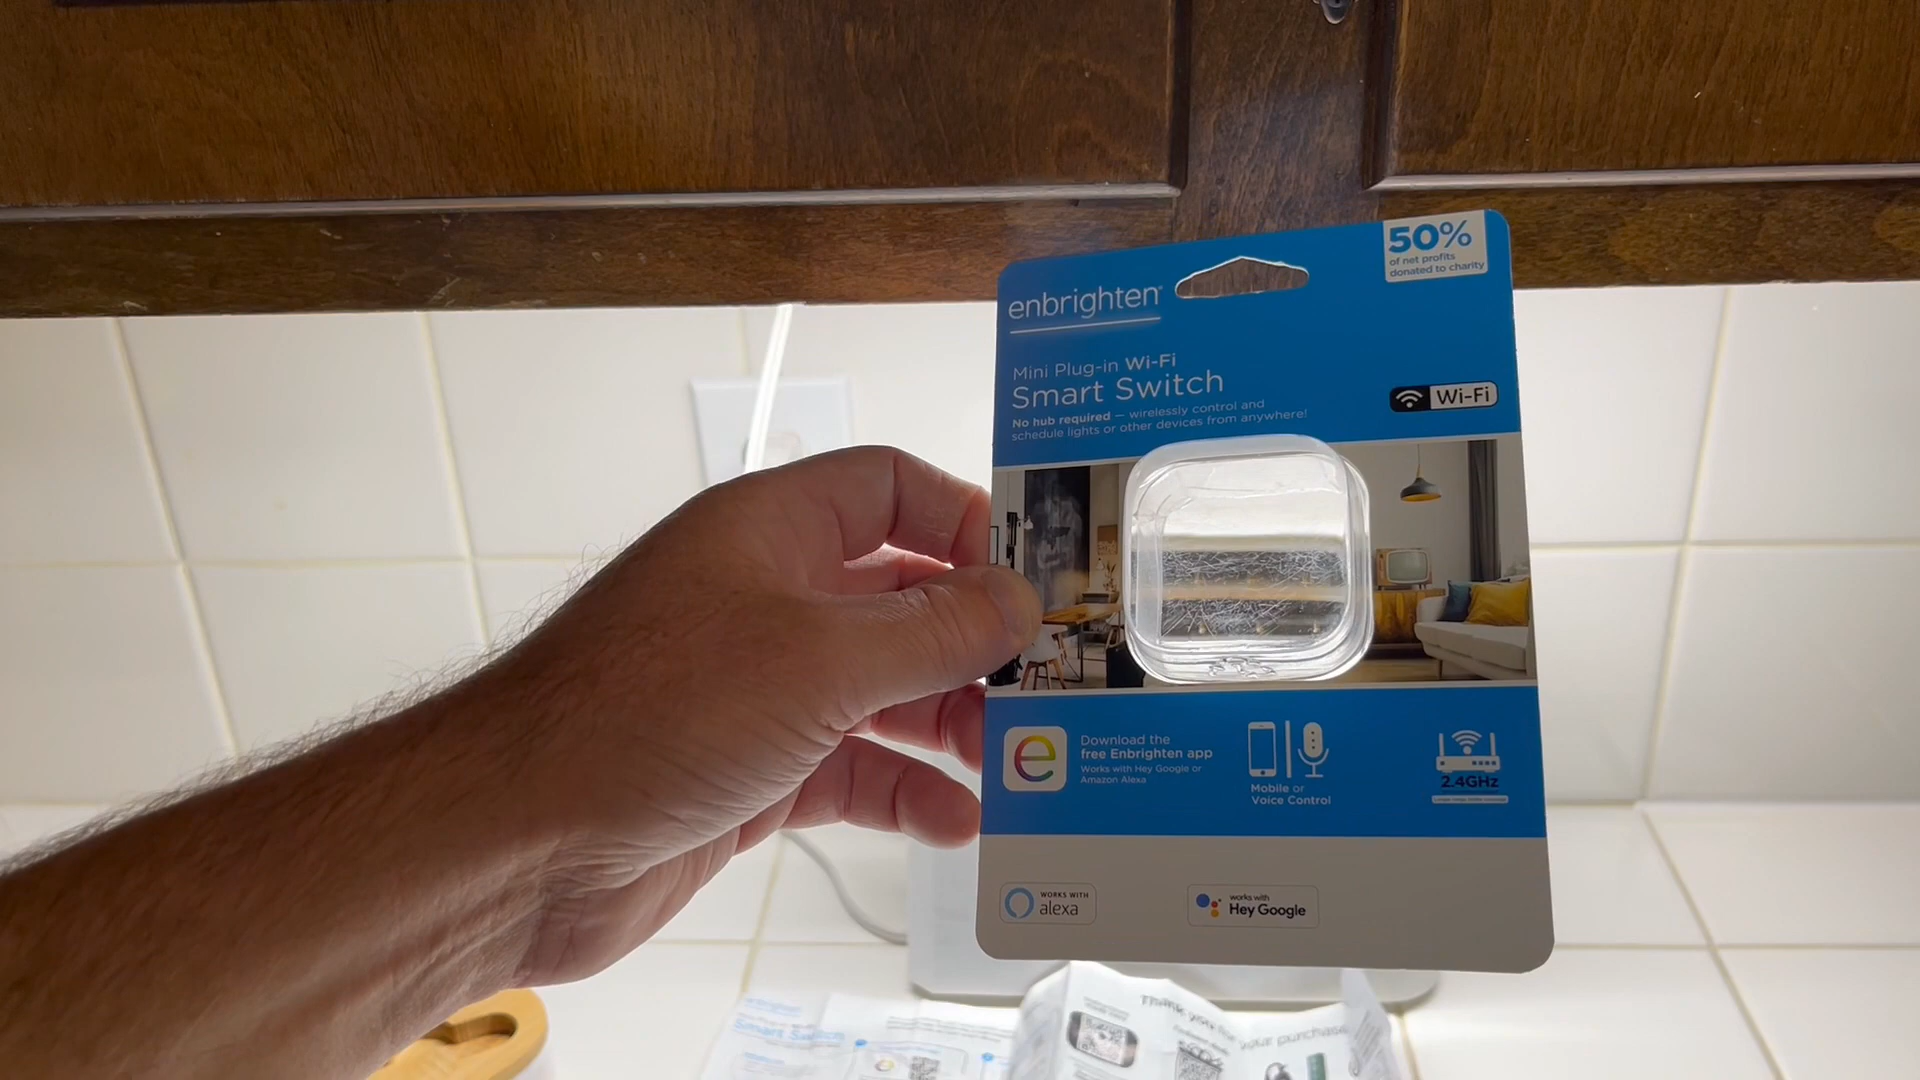 50%
of net profits
donated to charity
enbrighten
Mini Plug-in Wi-Fi
Smart Switch
No hub required — wirelessly control and
schedule lights or other devices from anywhere!
Wi-Fi
e
Download the
free Enbrighten app
Works with Hey Google or
Amazon Alexa
Mobile or
Voice Control
2.4GHz
WORKS WITH
alexa
works with
Hey Google
enbrighten
Smart Switch
Thank you for your purchase